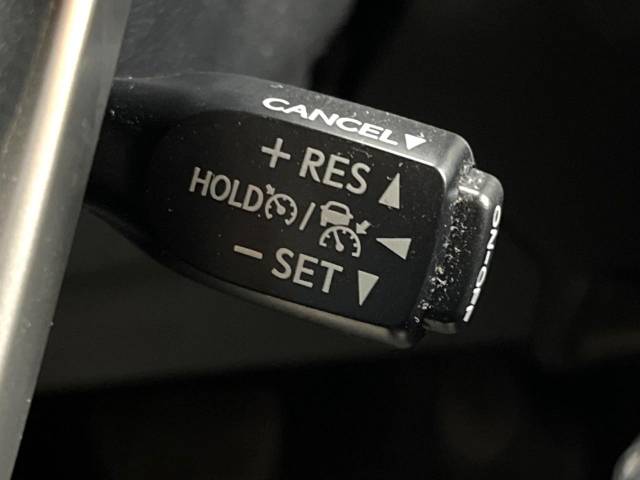 CANCEL▼
+ RES ▲
HOLD / ◀
− SET ▼
ON-OFF